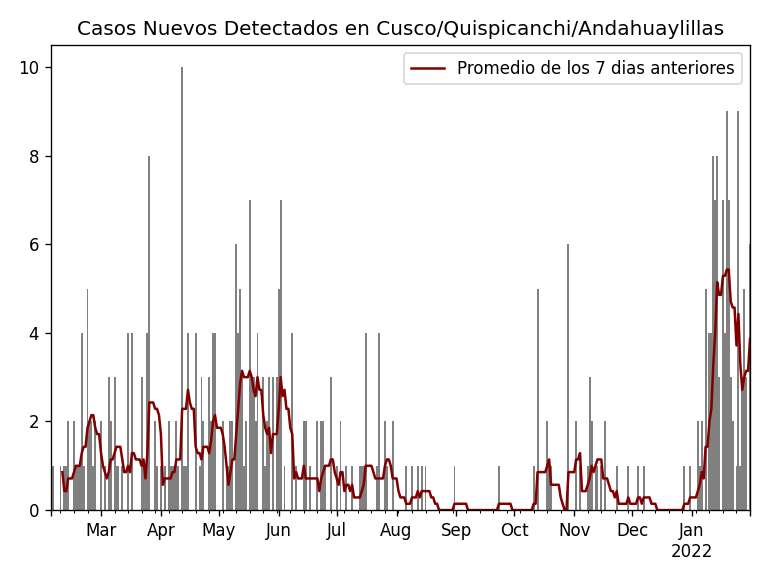 Casos Nuevos Detectados en Cusco/Quispicanchi/Andahuaylillas
Promedio de los 7 dias anteriores
10
8
6
4
2
0
Mar Apr May Jun Jul Aug Sep Oct Nov Dec Jan
2022